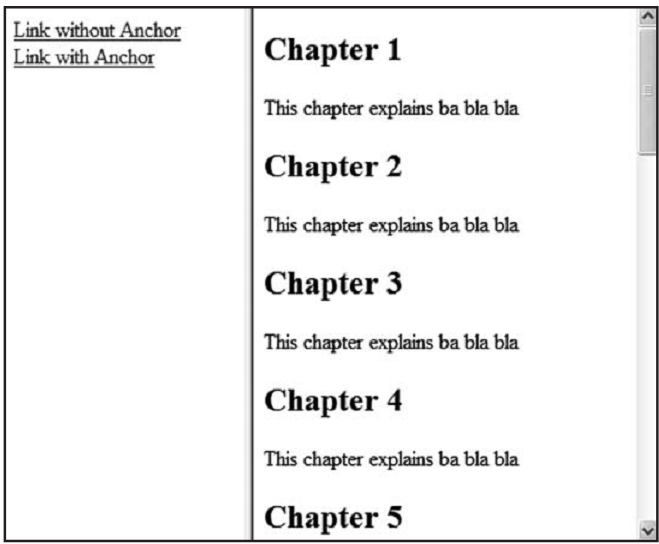 Link without Anchor
Link with Anchor
Chapter 1
This chapter explains ba bla bla
Chapter 2
This chapter explains ba bla bla
Chapter 3
This chapter explains ba bla bla
Chapter 4
This chapter explains ba bla bla
Chapter 5